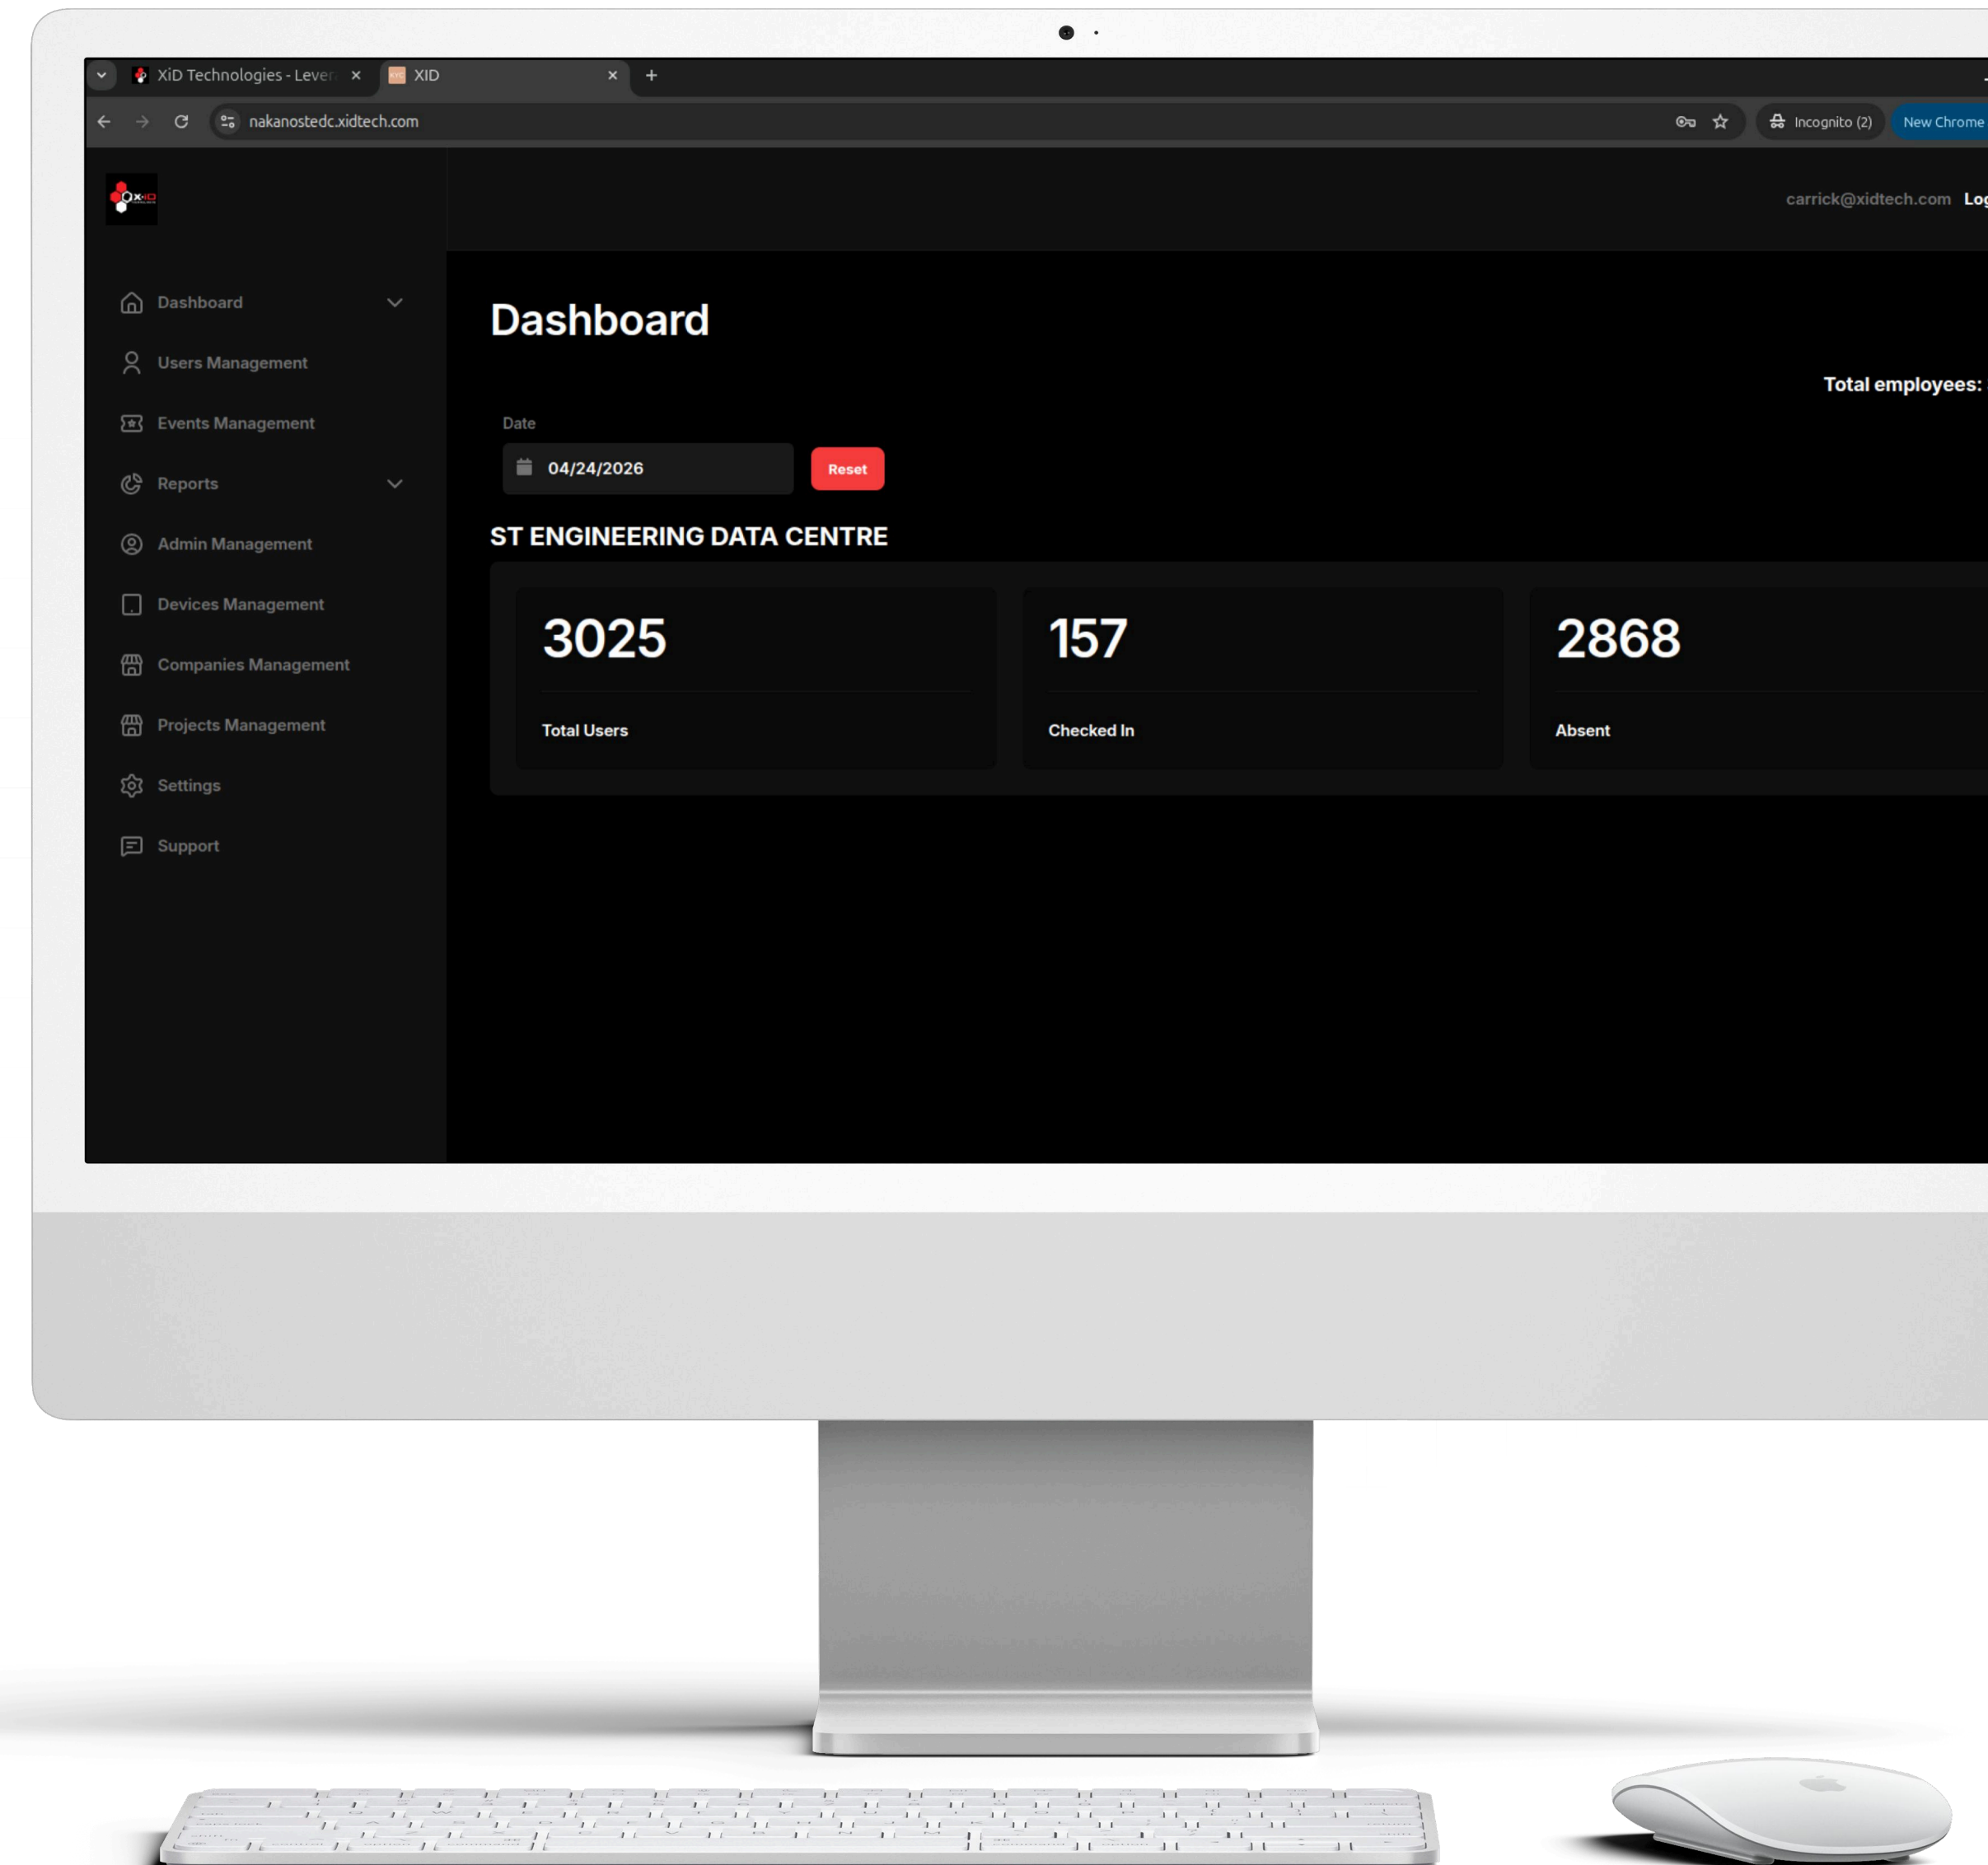 XiD Technologies - Lever
XID
nakanostedc.xidtech.com
Incognito (2)
New Chrome
X-ID
carrick@xidtech.com Log
Dashboard
Users Management
Events Management
Reports
Admin Management
Devices Management
Companies Management
Projects Management
Settings
Support
Dashboard
Total employees:
Date
04/24/2026
Reset
ST ENGINEERING DATA CENTRE
3025
Total Users
157
Checked In
2868
Absent